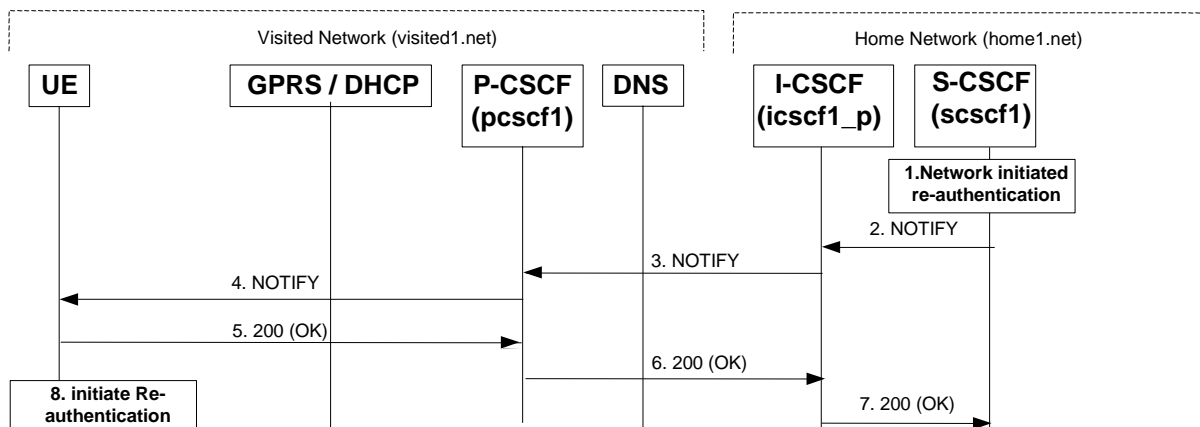 Visited Network (visited1.net)
Home Network (home1.net)
UE
GPRS / DHCP
P-CSCF
(pcscf1)
DNS
I-CSCF
(icscf1_p)
S-CSCF
(scscf1)
1.Network initiated
re-authentication
2. NOTIFY
3. NOTIFY
4. NOTIFY
5. 200 (OK)
6. 200 (OK)
7. 200 (OK)
8. initiate Re-
authentication